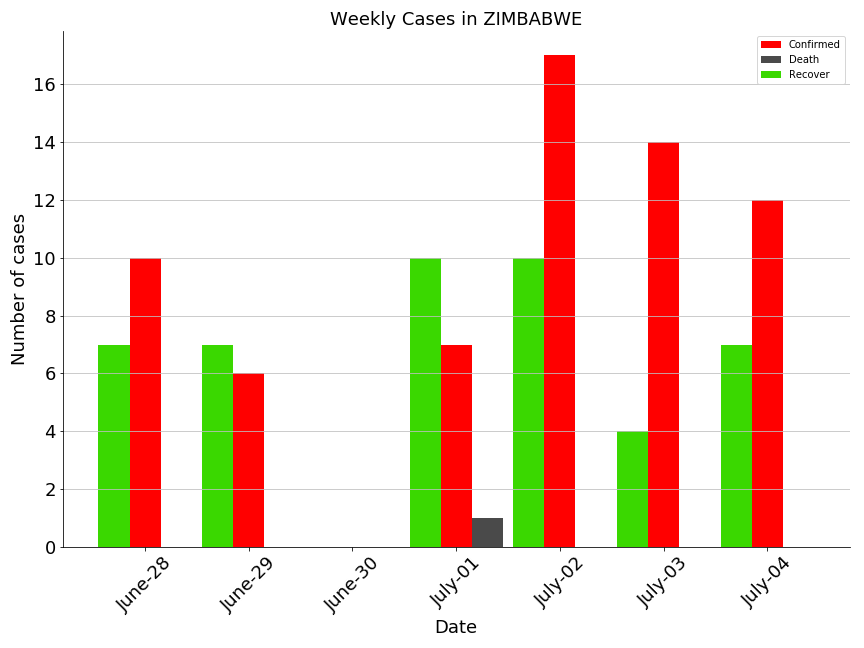 Weekly Cases in ZIMBABWE
Confirmed
Death
Recover
Number of cases
16
14
12
10
8
6
4
2
0
June-28
June-29
June-30
July-01
July-02
July-03
July-04
Date